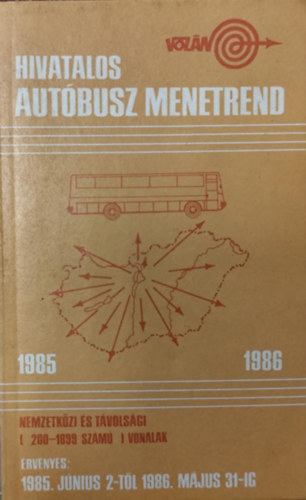 VOLÁN
HIVATALOS
AUTÓBUSZ MENETREND
1985 1986
NEMZETKÖZI ÉS TÁVOLSÁGI
( 200-1899 SZÁMÚ ) VONALAK
ÉRVÉNYES:
1985. JÚNIUS 2-TŐL 1986. MÁJUS 31-IG